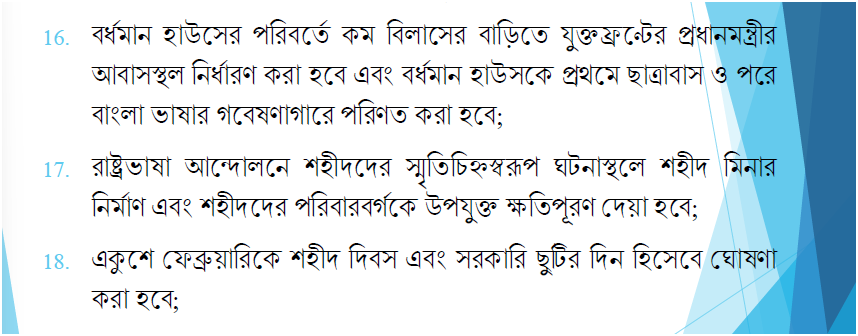 16. বর্ধমান হাউসের পরিবর্তে কম বিলাসের বাড়িতে যুক্তফ্রন্টের প্রধানমন্ত্রীর
আবাসস্থল নির্ধারণ করা হবে এবং বর্ধমান হাউসকে প্রথমে ছাত্রাবাস ও পরে
বাংলা ভাষার গবেষণাগারে পরিণত করা হবে;
17. রাষ্ট্রভাষা আন্দোলনে শহীদদের স্মৃতিচিহ্নস্বরূপ ঘটনাস্থলে শহীদ মিনার
নির্মাণ এবং শহীদদের পরিবারবর্গকে উপযুক্ত ক্ষতিপূরণ দেয়া হবে;
18. একুশে ফেব্রুয়ারিকে শহীদ দিবস এবং সরকারি ছুটির দিন হিসেবে ঘোষণা
করা হবে;